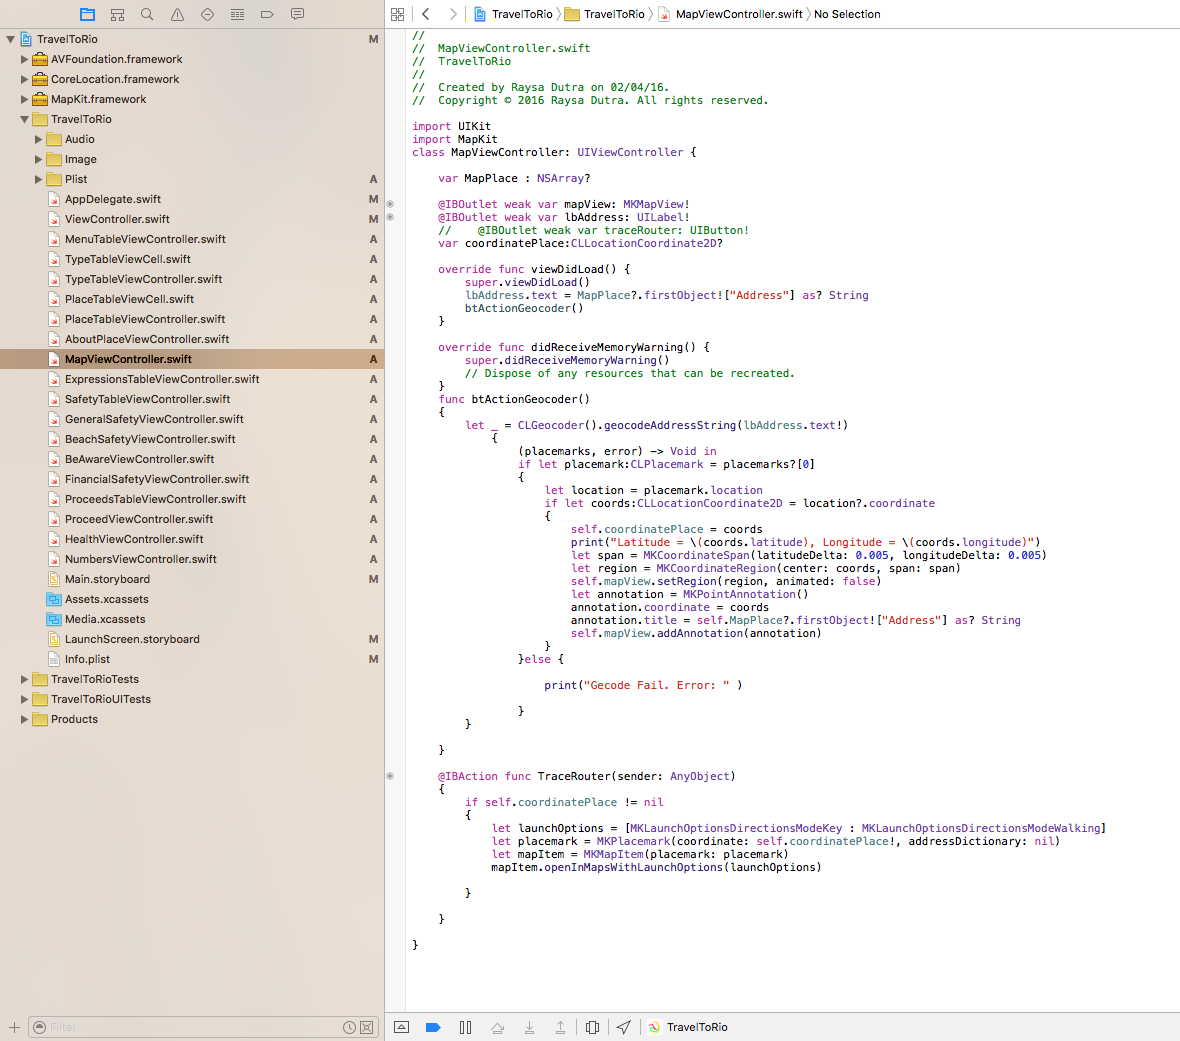 TravelToRio M
AVFoundation.framework
CoreLocation.framework
MapKit.framework
TravelToRio
Audio
Image
Plist A
AppDelegate.swift M
ViewController.swift M
MenuTableViewController.swift A
TypeTableViewCell.swift A
TypeTableViewController.swift A
PlaceTableViewCell.swift A
PlaceTableViewController.swift A
AboutPlaceViewController.swift A
MapViewController.swift A
ExpressionsTableViewController.swift A
SafetyTableViewController.swift A
GeneralSafetyViewController.swift A
BeachSafetyViewController.swift A
BeAwareViewController.swift A
FinancialSafetyViewController.swift A
ProceedsTableViewController.swift A
ProceedViewController.swift A
HealthViewController.swift A
NumbersViewController.swift A
Main.storyboard M
Assets.xcassets
Media.xcassets
LaunchScreen.storyboard M
Info.plist M
TravelToRioTests
TravelToRioUITests
Products
Filter
TravelToRio TravelToRio MapViewController.swift No Selection
//
//  MapViewController.swift
//  TravelToRio
//
//  Created by Raysa Dutra on 02/04/16.
//  Copyright © 2016 Raysa Dutra. All rights reserved.
import UIKit
import MapKit
class MapViewController: UIViewController {
var MapPlace : NSArray?
@IBOutlet weak var mapView: MKMapView!
@IBOutlet weak var lbAddress: UILabel!
//    @IBOutlet weak var traceRouter: UIButton!
var coordinatePlace:CLLocationCoordinate2D?
override func viewDidLoad() {
super.viewDidLoad()
lbAddress.text = MapPlace?.firstObject!["Address"] as? String
btActionGeocoder()
}
override func didReceiveMemoryWarning() {
super.didReceiveMemoryWarning()
// Dispose of any resources that can be recreated.
}
func btActionGeocoder()
{
let _ = CLGeocoder().geocodeAddressString(lbAddress.text!)
{
(placemarks, error) -> Void in
if let placemark:CLPlacemark = placemarks?[0]
{
let location = placemark.location
if let coords:CLLocationCoordinate2D = location?.coordinate
{
self.coordinatePlace = coords
print("Latitude = \(coords.latitude), Longitude = \(coords.longitude)")
let span = MKCoordinateSpan(latitudeDelta: 0.005, longitudeDelta: 0.005)
let region = MKCoordinateRegion(center: coords, span: span)
self.mapView.setRegion(region, animated: false)
let annotation = MKPointAnnotation()
annotation.coordinate = coords
annotation.title = self.MapPlace?.firstObject!["Address"] as? String
self.mapView.addAnnotation(annotation)
}
}else {
print("Gecode Fail. Error: " )
}
}
}
@IBAction func TraceRouter(sender: AnyObject)
{
if self.coordinatePlace != nil
{
let launchOptions = [MKLaunchOptionsDirectionsModeKey : MKLaunchOptionsDirectionsModeWalking]
let placemark = MKPlacemark(coordinate: self.coordinatePlace!, addressDictionary: nil)
let mapItem = MKMapItem(placemark: placemark)
mapItem.openInMapsWithLaunchOptions(launchOptions)
}
}
}
TravelToRio